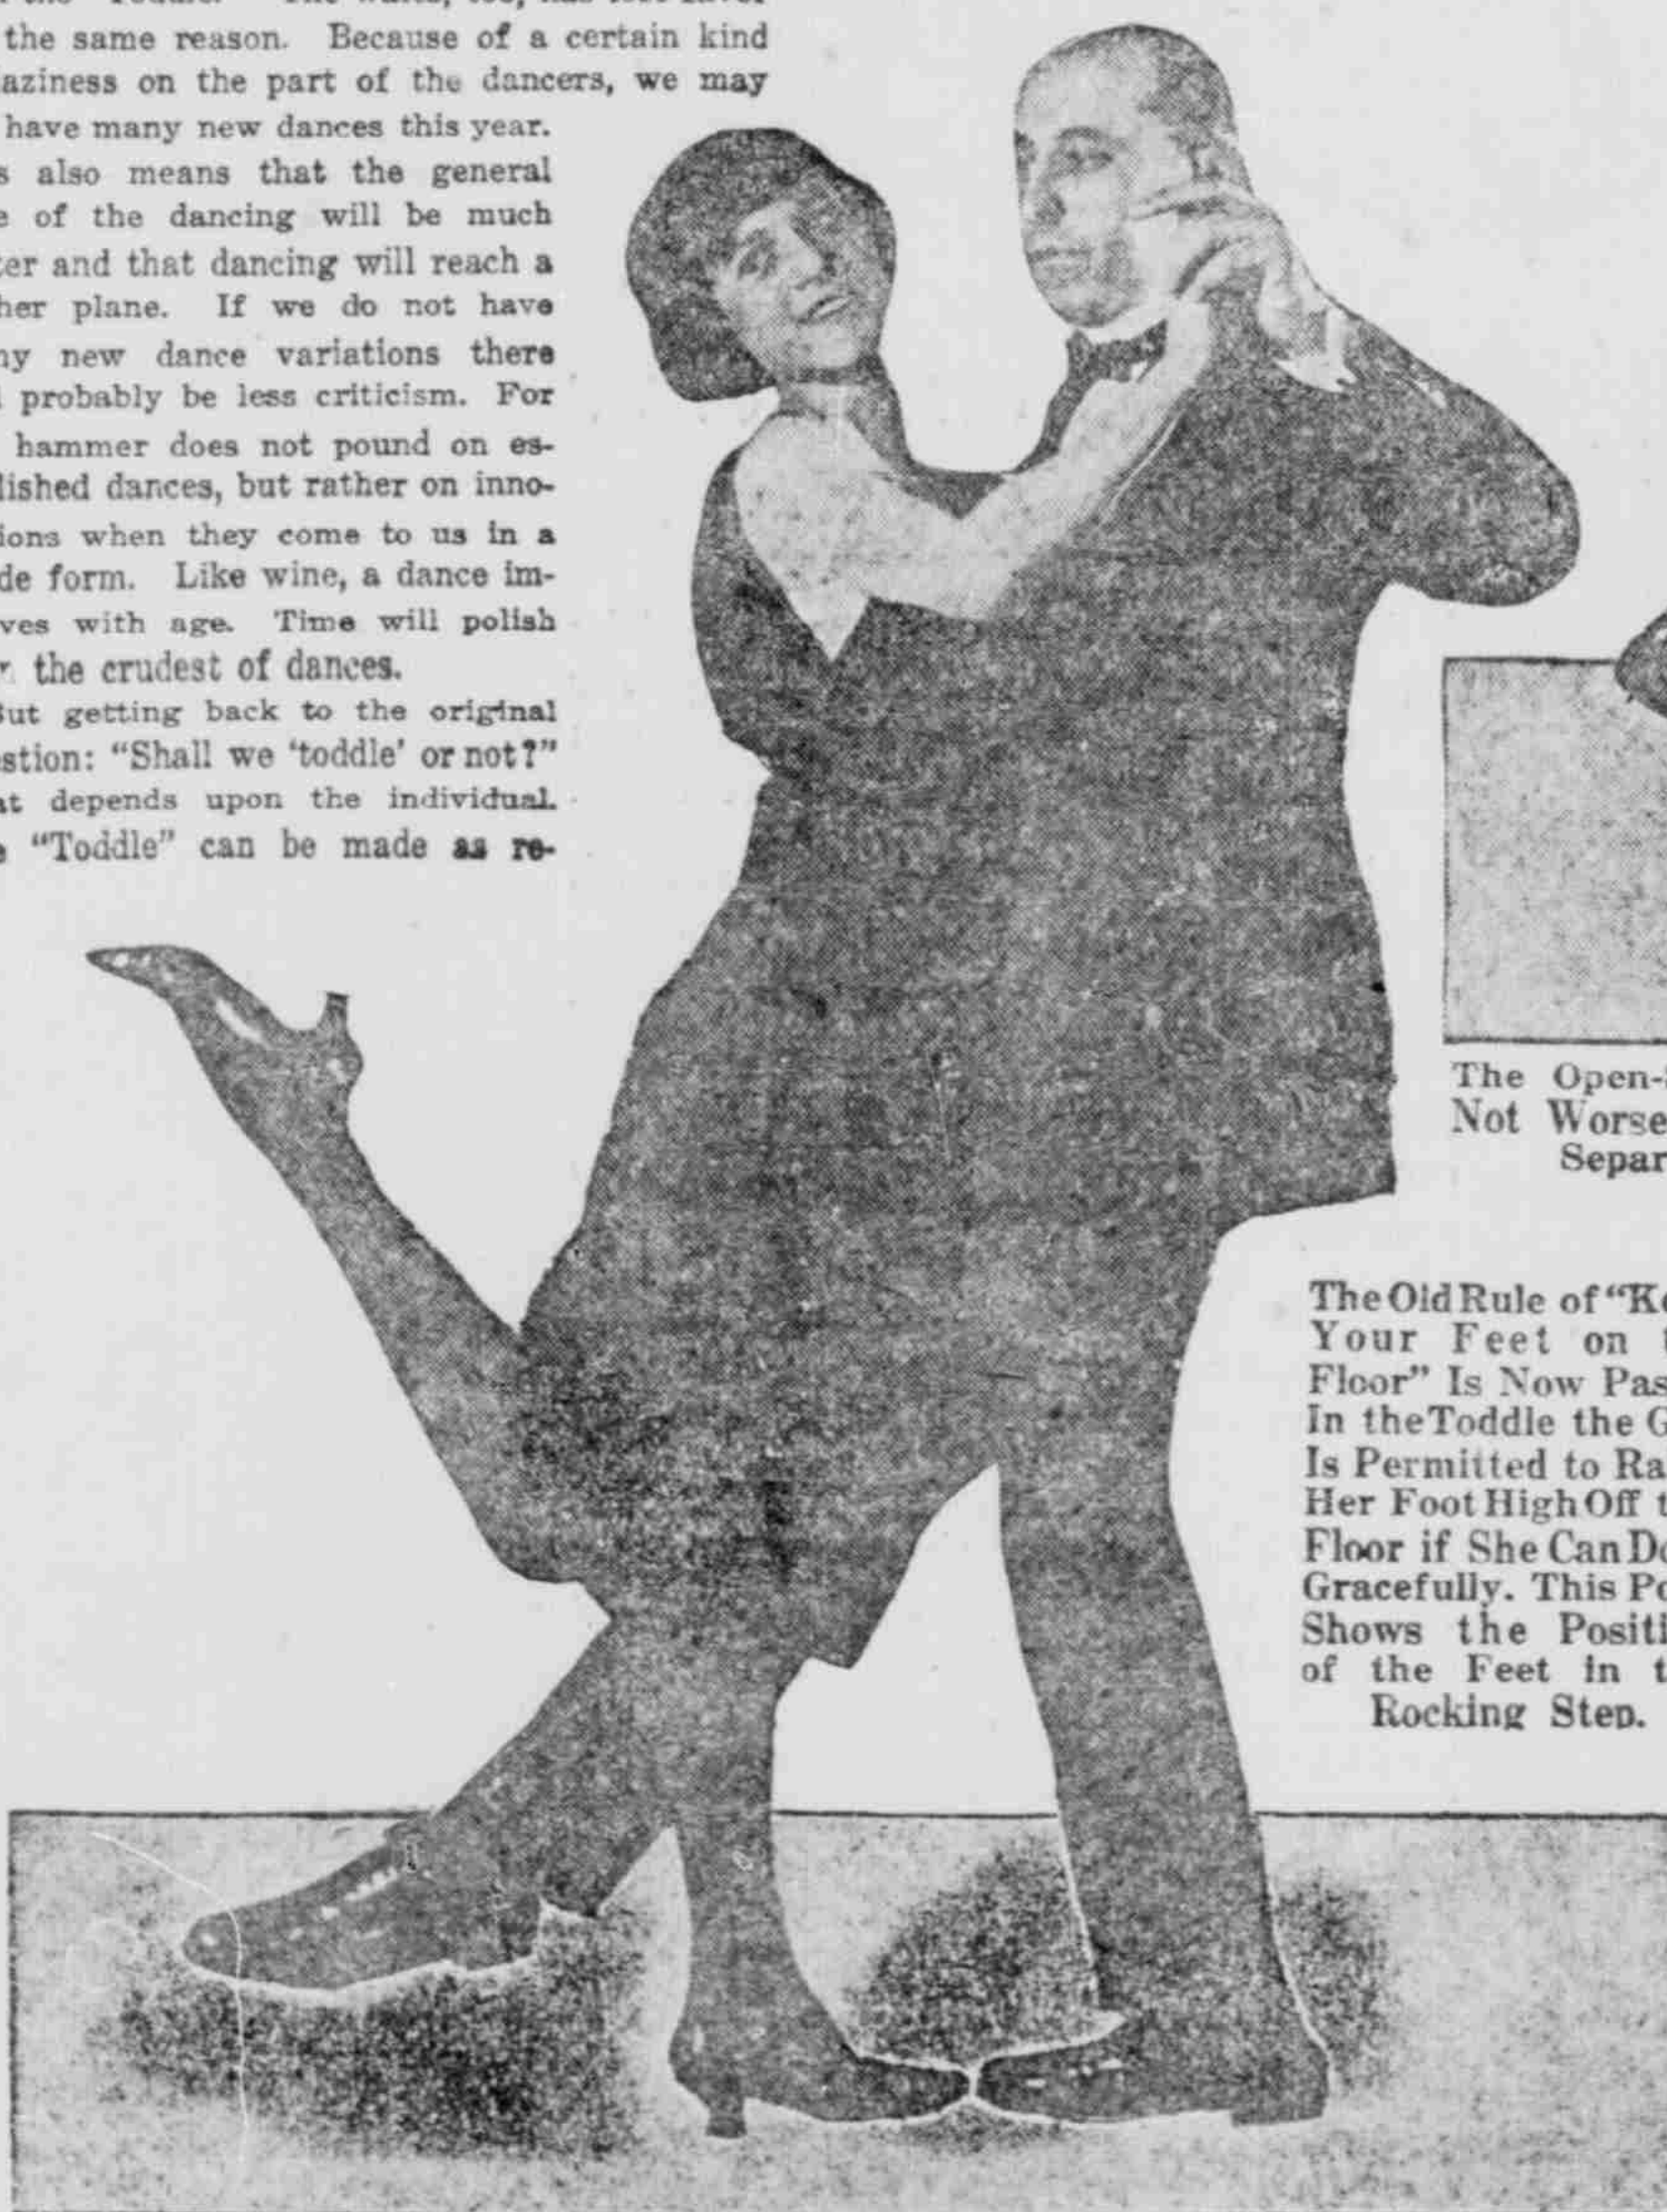 the same reason. Because of a certain kind
aziness on the part of the dancers, we may
have many new dances this year.
s also means that the general
e of the dancing will be much
ter and that dancing will reach a
her plane. If we do not have
ny new dance variations there
l probably be less criticism. For
hammer does not pound on es-
lished dances, but rather on inno-
ions when they come to us in a
de form. Like wine, a dance im-
ves with age. Time will polish
the crudest of dances.
But getting back to the original
estion: "Shall we 'toddle' or not?"
at depends upon the individual.
e "Toddle" can be made as re-
The Open-
Not Worse
Separ
The Old Rule of "Ke
Your Feet on t
Floor" Is Now Pas
In the Toddle the G
Is Permitted to Ra
Her Foot High Off t
Floor if She Can Do
Gracefully. This Po
Shows the Positi
of the Feet in t
Rocking Step.